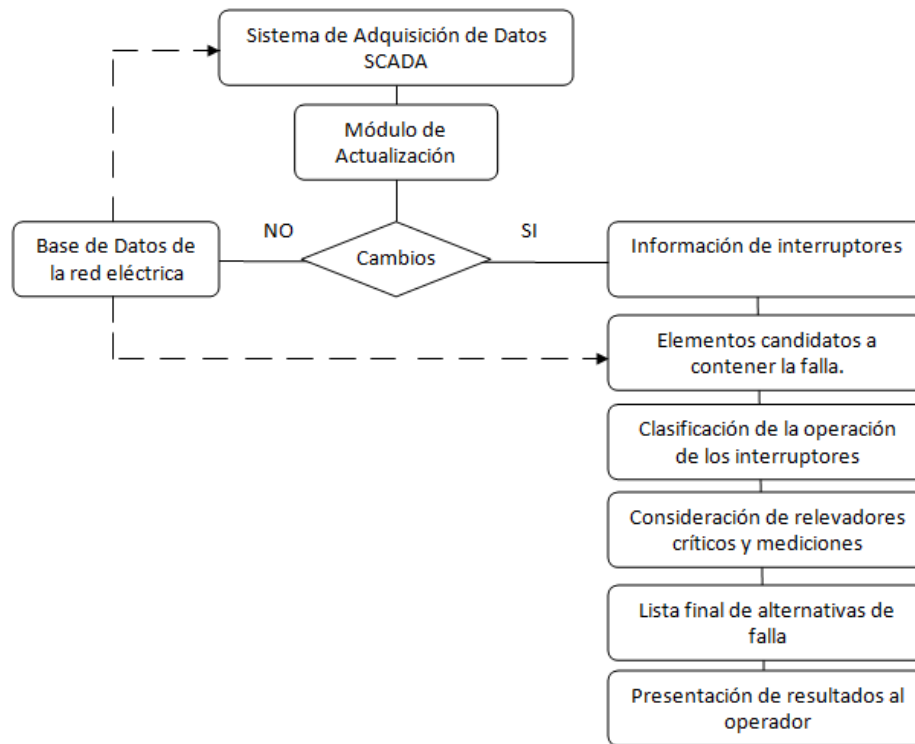 Sistema de Adquisición de Datos
SCADA
Módulo de
Actualización
NO
SI
Base de Datos de
la red eléctrica
Cambios
Información de interruptores
Elementos candidatos a
contener la falla.
Clasificación de la operación
de los interruptores
Consideración de relevadores
críticos y mediciones
Lista final de alternativas de
falla
Presentación de resultados al
operador